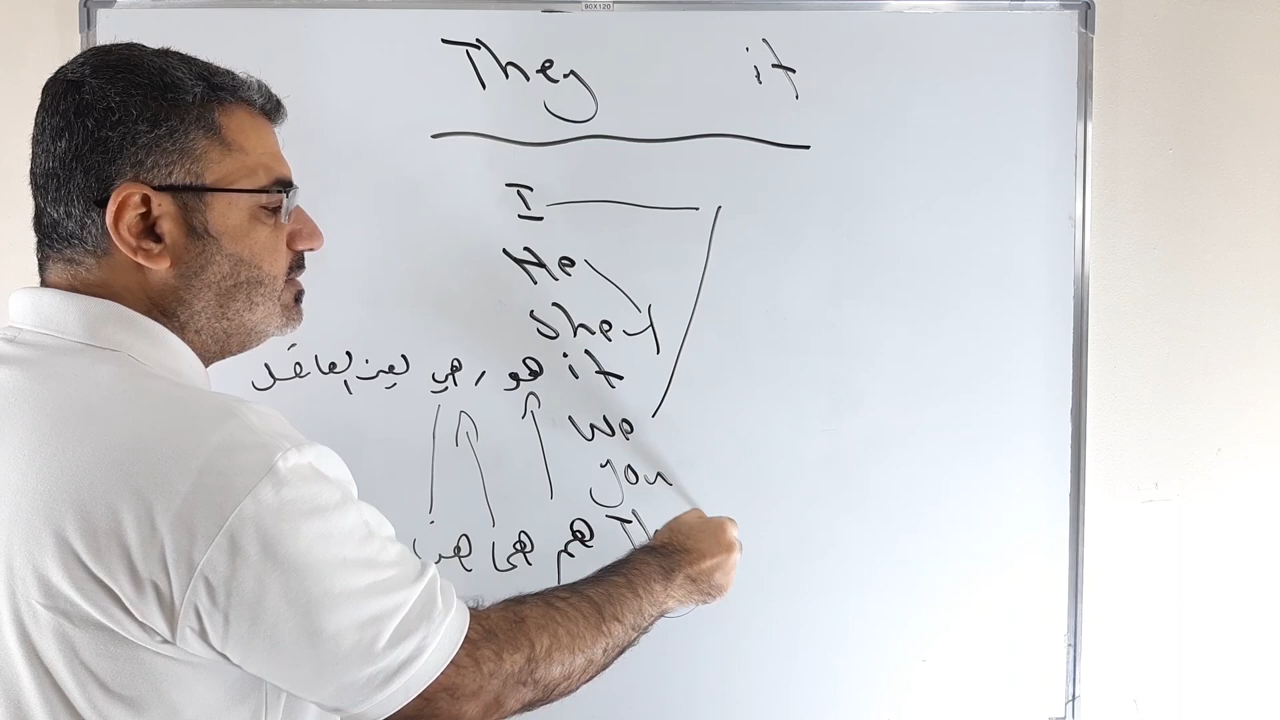 90X120
They it
I
He
She
it هو ، هي لغير العاقل
We
you
هم هما هن